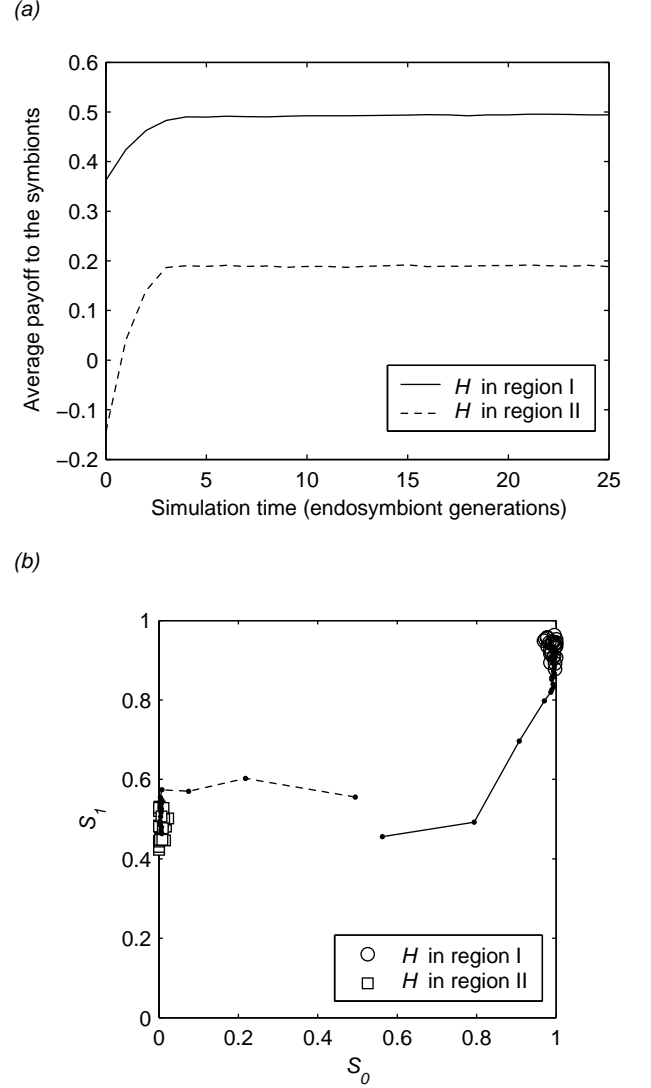 (a)
0.6
0.5
0.4
0.3
0.2
0.1
0
−0.1
−0.2
Average payoff to the symbionts
H in region I
H in region II
0 5 10 15 20 25
Simulation time (endosymbiont generations)
(b)
1
0.8
0.6
0.4
0.2
0
S1
H in region I
H in region II
0 0.2 0.4 0.6 0.8 1
S0